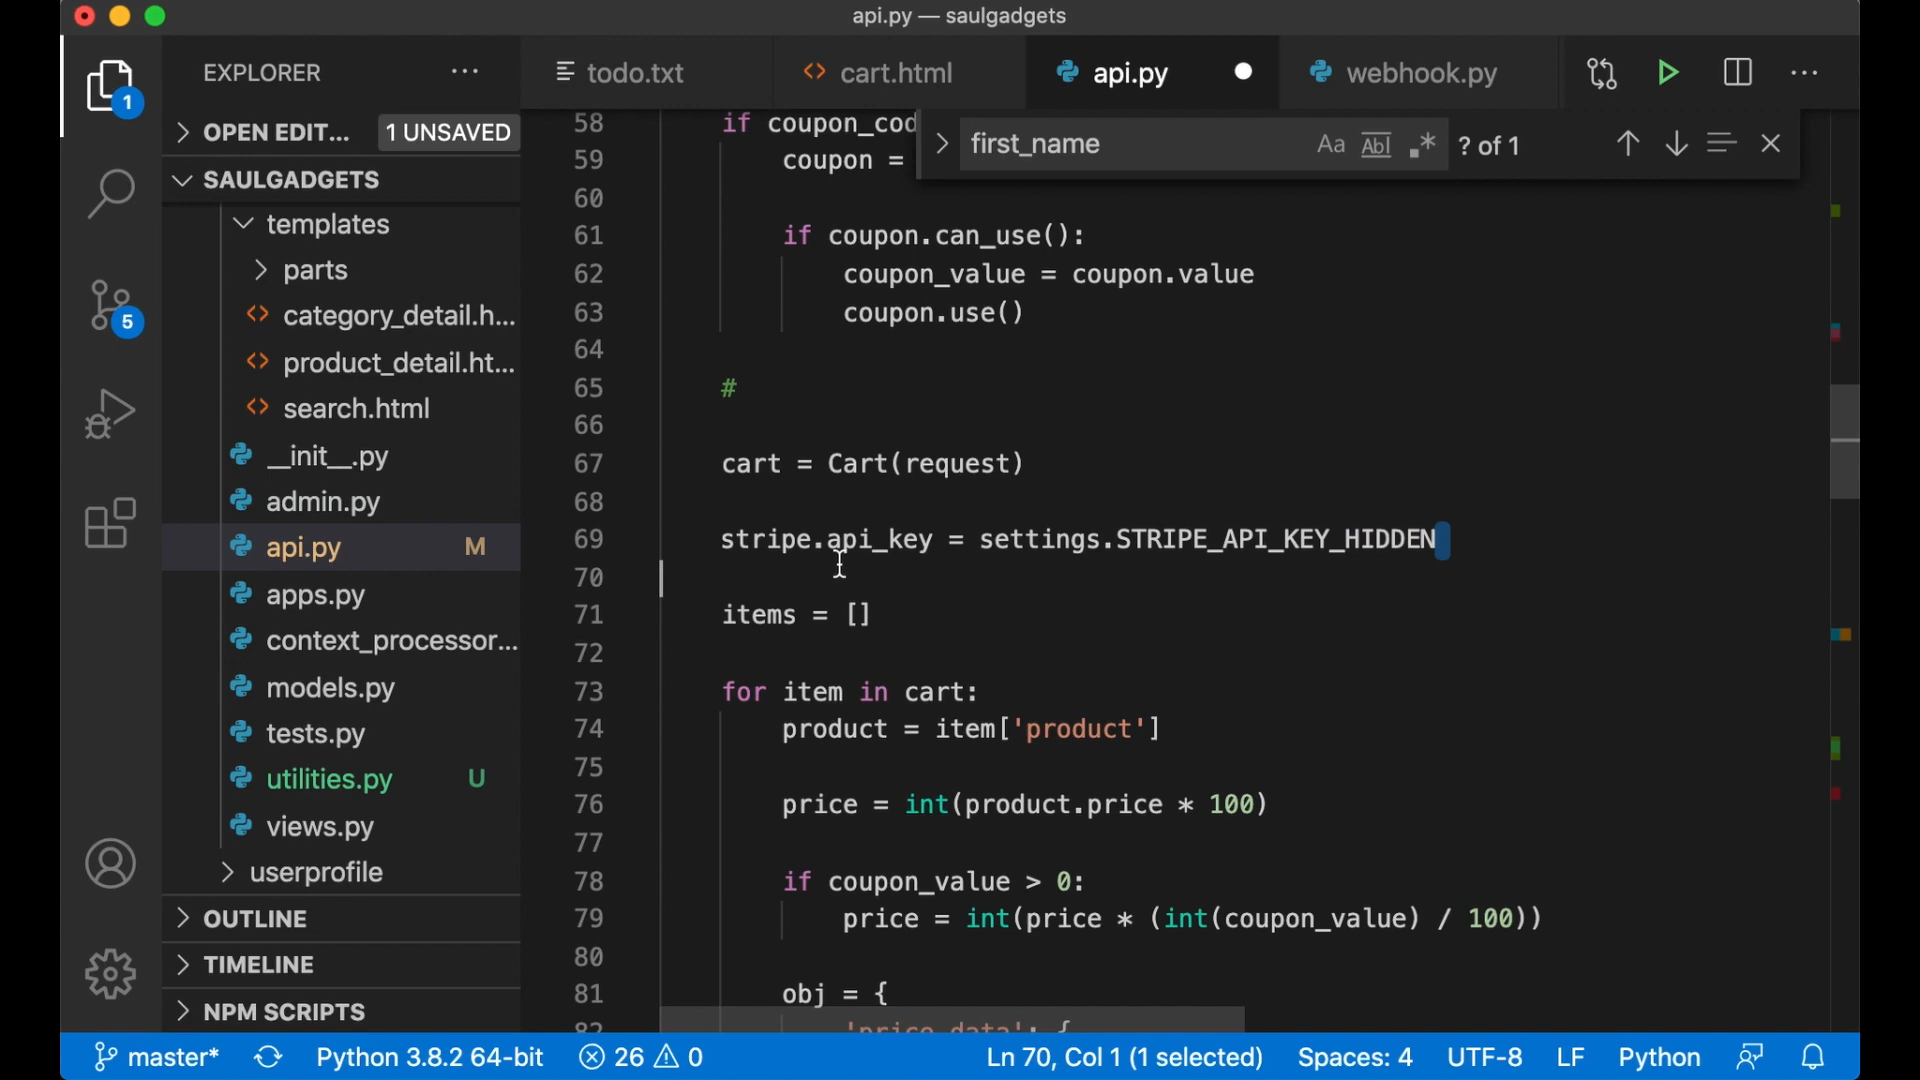 api.py — saulgadgets
EXPLORER
todo.txt
cart.html
api.py
webhook.py
1
OPEN EDIT...
1 UNSAVED
first_name
Aa
Abl
? of 1
SAULGADGETS
templates
parts
category_detail.h...
product_detail.ht...
search.html
__init__.py
admin.py
api.py M
apps.py
context_processor...
models.py
tests.py
utilities.py U
views.py
userprofile
OUTLINE
TIMELINE
NPM SCRIPTS
5
58 if coupon_cod
59 coupon =
60
61 if coupon.can_use():
62 coupon_value = coupon.value
63 coupon.use()
64
65 #
66
67 cart = Cart(request)
68
69 stripe.api_key = settings.STRIPE_API_KEY_HIDDEN
70
71 items = []
72
73 for item in cart:
74 product = item['product']
75
76 price = int(product.price * 100)
77
78 if coupon_value > 0:
79 price = int(price * (int(coupon_value) / 100))
80
81 obj = {
82 'price_data': {
master* Python 3.8.2 64-bit 26 0 Ln 70, Col 1 (1 selected) Spaces: 4 UTF-8 LF Python